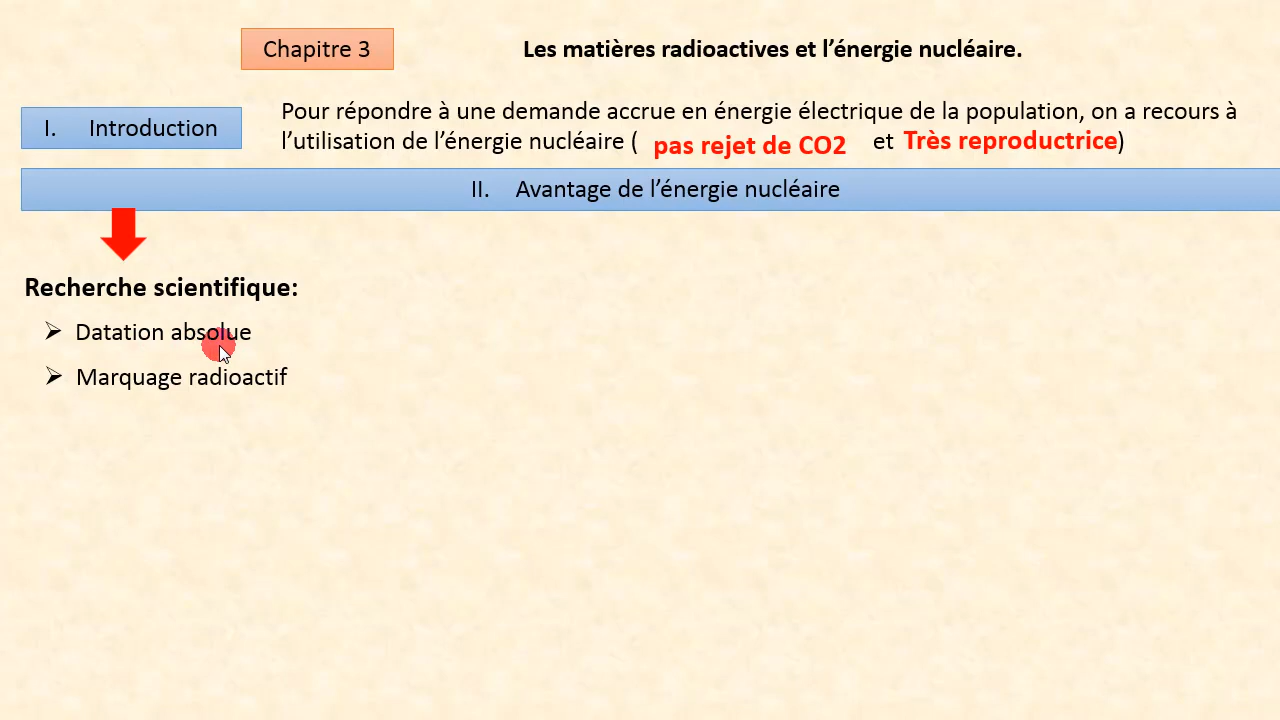 Chapitre 3
Les matières radioactives et l’énergie nucléaire.
I. Introduction
Pour répondre à une demande accrue en énergie électrique de la population, on a recours à
l’utilisation de l’énergie nucléaire ( pas rejet de CO2 et Très reproductrice)
II. Avantage de l’énergie nucléaire
Recherche scientifique:
Datation absolue
Marquage radioactif